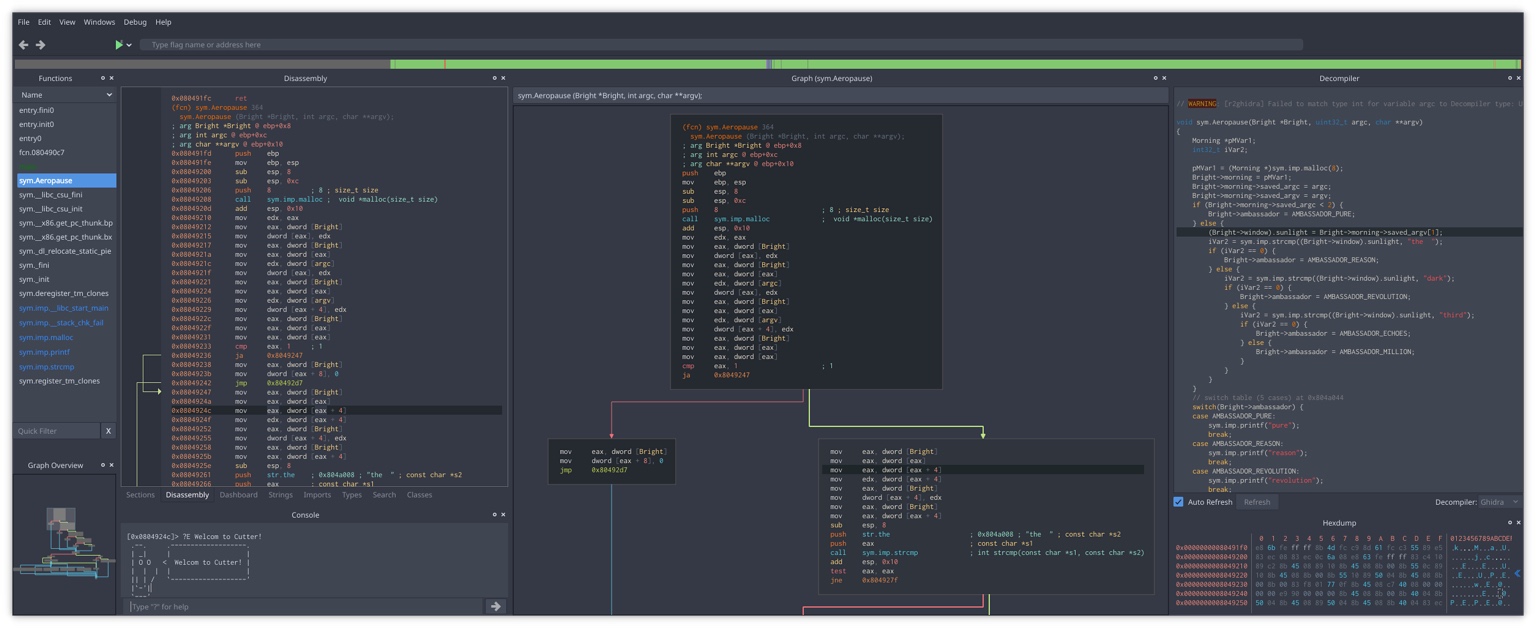 File Edit View Windows Debug Help
Type flag name or address here
Functions
Name
entry.fini0
entry.init0
entry0
fcn.080490c7
sym.Aeropause
sym.__libc_csu_fini
sym.__libc_csu_init
sym.__x86.get_pc_thunk.bp
sym.__x86.get_pc_thunk.bx
sym._dl_relocate_static_pie
sym._fini
sym._init
sym.deregister_tm_clones
sym.imp.__libc_start_main
sym.imp.__stack_chk_fail
sym.imp.malloc
sym.imp.printf
sym.imp.strcmp
sym.register_tm_clones
Quick Filter X
Graph Overview
Disassembly
0x080491fc ret
(fcn) sym.Aeropause 364
sym.Aeropause (Bright *Bright, int argc, char **argv);
; arg Bright *Bright @ ebp+0x8
; arg int argc @ ebp+0xc
; arg char **argv @ ebp+0x10
0x080491fd push ebp
0x080491fe mov ebp, esp
0x08049200 sub esp, 8
0x08049203 sub esp, 0xc
0x08049206 push 8 ; 8 ; size_t size
0x08049208 call sym.imp.malloc ; void *malloc(size_t size)
0x0804920d add esp, 0x10
0x08049210 mov edx, eax
0x08049212 mov eax, dword [Bright]
0x08049215 mov dword [eax], edx
0x08049217 mov eax, dword [Bright]
0x0804921a mov eax, dword [eax]
0x0804921c mov edx, dword [argc]
0x0804921f mov dword [eax], edx
0x08049221 mov eax, dword [Bright]
0x08049224 mov eax, dword [eax]
0x08049226 mov edx, dword [argv]
0x08049229 mov dword [eax + 4], edx
0x0804922c mov eax, dword [Bright]
0x0804922f mov eax, dword [eax]
0x08049231 mov eax, dword [eax]
0x08049233 cmp eax, 1 ; 1
0x08049236 ja 0x8049247
0x08049238 mov eax, dword [Bright]
0x0804923b mov dword [eax + 8], 0
0x08049242 jmp 0x80492d7
0x08049247 mov eax, dword [Bright]
0x0804924a mov eax, dword [eax]
0x0804924c mov eax, dword [eax + 4]
0x0804924f mov edx, dword [eax + 4]
0x08049252 mov eax, dword [Bright]
0x08049255 mov dword [eax + 4], edx
0x08049258 mov eax, dword [Bright]
0x0804925b mov eax, dword [eax + 4]
0x0804925e sub esp, 8
0x08049261 push str.the ; 0x804a008 ; "the  " ; const char *s2
0x08049266 push eax ; const char *s1
Sections Disassembly Dashboard Strings Imports Types Search Classes
Console
[0x0804924c]> ?E Welcom to Cutter!
Welcom to Cutter!
Type "?" for help
Graph (sym.Aeropause)
sym.Aeropause (Bright *Bright, int argc, char **argv);
(fcn) sym.Aeropause 364
sym.Aeropause (Bright *Bright, int argc, char **argv);
; arg Bright *Bright @ ebp+0x8
; arg int argc @ ebp+0xc
; arg char **argv @ ebp+0x10
push ebp
mov ebp, esp
sub esp, 8
sub esp, 0xc
push 8 ; 8 ; size_t size
call sym.imp.malloc ; void *malloc(size_t size)
add esp, 0x10
mov edx, eax
mov eax, dword [Bright]
mov dword [eax], edx
mov eax, dword [Bright]
mov eax, dword [eax]
mov edx, dword [argc]
mov dword [eax], edx
mov eax, dword [Bright]
mov eax, dword [eax]
mov edx, dword [argv]
mov dword [eax + 4], edx
mov eax, dword [Bright]
mov eax, dword [eax]
mov eax, dword [eax]
cmp eax, 1 ; 1
ja 0x8049247
mov eax, dword [Bright]
mov dword [eax + 8], 0
jmp 0x80492d7
mov eax, dword [Bright]
mov eax, dword [eax]
mov eax, dword [eax + 4]
mov edx, dword [eax + 4]
mov eax, dword [Bright]
mov dword [eax + 4], edx
mov eax, dword [Bright]
mov eax, dword [eax + 4]
sub esp, 8
push str.the ; 0x804a008 ; "the  " ; const char *s2
push eax ; const char *s1
call sym.imp.strcmp ; int strcmp(const char *s1, const char *s2)
add esp, 0x10
test eax, eax
jne 0x804927f
Decompiler
// WARNING: [r2ghidra] Failed to match type int for variable argc to Decompiler type: U
void sym.Aeropause(Bright *Bright, uint32_t argc, char **argv)
{
Morning *pMVar1;
int32_t iVar2;
pMVar1 = (Morning *)sym.imp.malloc(8);
Bright->morning = pMVar1;
Bright->morning->saved_argc = argc;
Bright->morning->saved_argv = argv;
if (Bright->morning->saved_argc < 2) {
Bright->ambassador = AMBASSADOR_PURE;
} else {
(Bright->window).sunlight = Bright->morning->saved_argv[1];
iVar2 = sym.imp.strcmp((Bright->window).sunlight, "the  ");
if (iVar2 == 0) {
Bright->ambassador = AMBASSADOR_REASON;
} else {
iVar2 = sym.imp.strcmp((Bright->window).sunlight, "dark");
if (iVar2 == 0) {
Bright->ambassador = AMBASSADOR_REVOLUTION;
} else {
iVar2 = sym.imp.strcmp((Bright->window).sunlight, "third");
if (iVar2 == 0) {
Bright->ambassador = AMBASSADOR_ECHOES;
} else {
Bright->ambassador = AMBASSADOR_MILLION;
}
}
}
}
// switch table (5 cases) at 0x804a044
switch(Bright->ambassador) {
case AMBASSADOR_PURE:
sym.imp.printf("pure");
break;
case AMBASSADOR_REASON:
sym.imp.printf("reason");
break;
case AMBASSADOR_REVOLUTION:
sym.imp.printf("revolution");
break;
Auto Refresh Refresh Decompiler: Ghidra
Hexdump
0 1 2 3 4 5 6 7 8 9 A B C D E F 0123456789ABCDEF
0x00000000080491f0
0x0000000008049200
0x0000000008049210
0x0000000008049220
0x0000000008049230
0x0000000008049240
0x0000000008049250